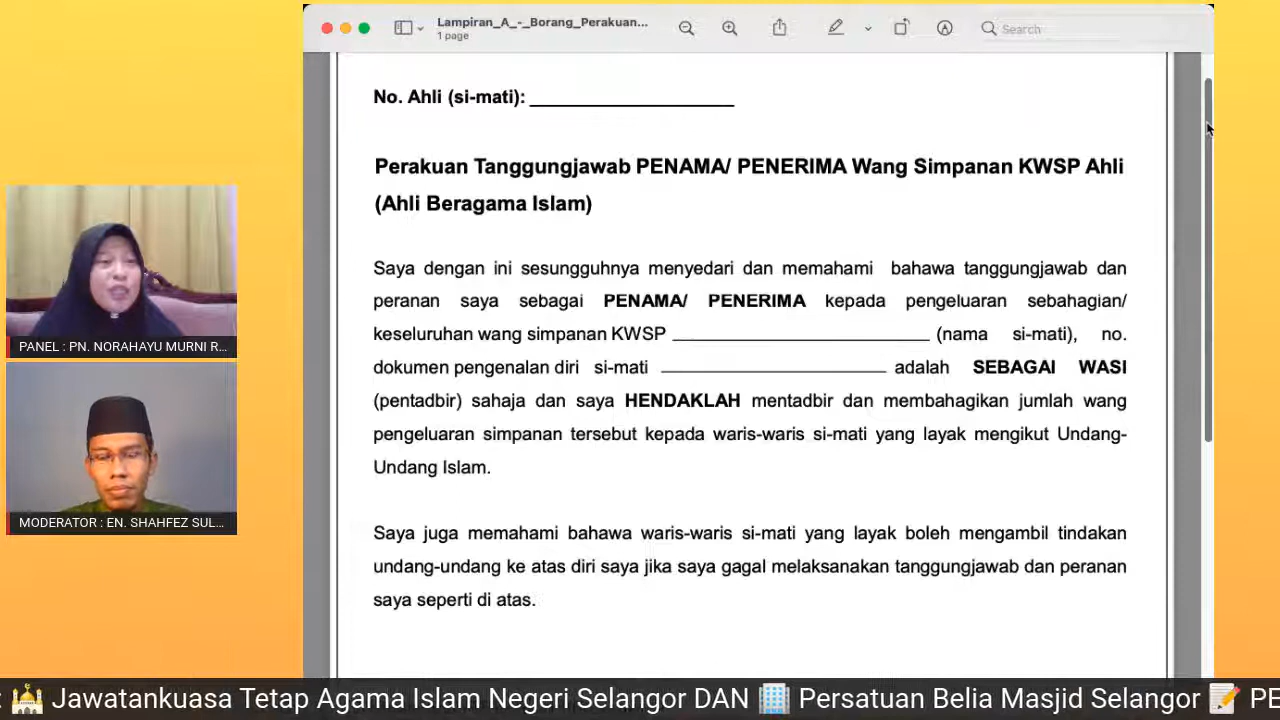 Lampiran_A_-_Borang_Perakuan...
1 page
Search
No. Ahli (si-mati): ____________________
Perakuan Tanggungjawab PENAMA/ PENERIMA Wang Simpanan KWSP Ahli
(Ahli Beragama Islam)
Saya dengan ini sesungguhnya menyedari dan memahami bahawa tanggungjawab dan
peranan saya sebagai PENAMA/ PENERIMA kepada pengeluaran sebahagian/
keseluruhan wang simpanan KWSP _________________________ (nama si-mati), no.
dokumen pengenalan diri si-mati ______________________ adalah SEBAGAI WASI
(pentadbir) sahaja dan saya HENDAKLAH mentadbir dan membahagikan jumlah wang
pengeluaran simpanan tersebut kepada waris-waris si-mati yang layak mengikut Undang-
Undang Islam.
Saya juga memahami bahawa waris-waris si-mati yang layak boleh mengambil tindakan
undang-undang ke atas diri saya jika saya gagal melaksanakan tanggungjawab dan peranan
saya seperti di atas.
PANEL : PN. NORAHAYU MURNI R...
MODERATOR : EN. SHAHFEZ SUL...
: 🕌 Jawatankuasa Tetap Agama Islam Negeri Selangor DAN 🏢 Persatuan Belia Masjid Selangor 📝 PE